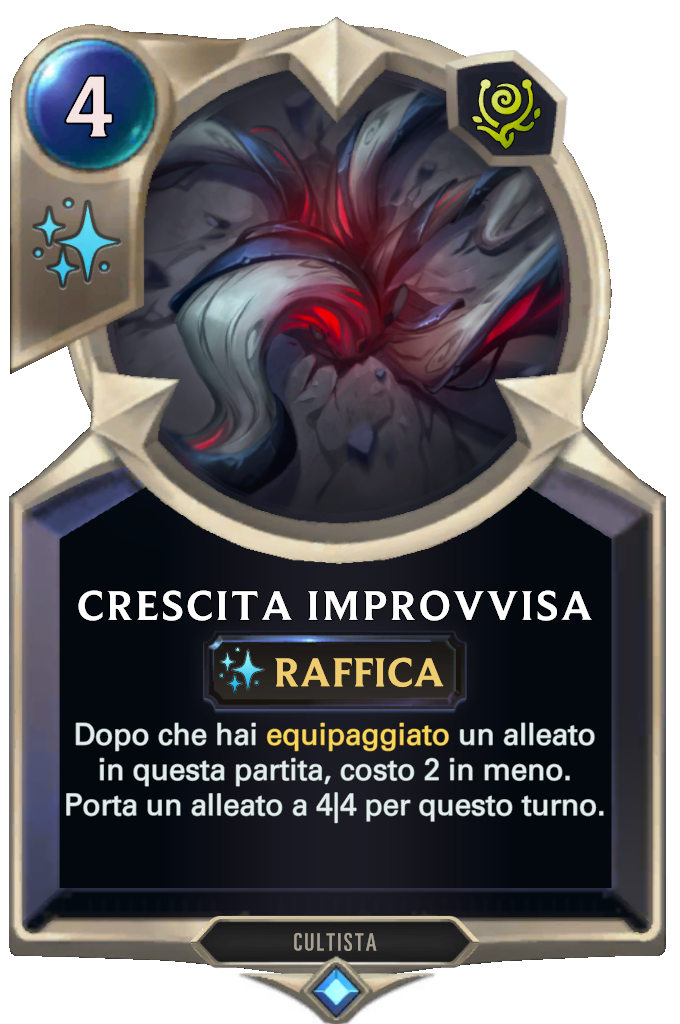 4
CRESCITA IMPROVVISA
RAFFICA
Dopo che hai equipaggiato un alleato
in questa partita, costo 2 in meno.
Porta un alleato a 4|4 per questo turno.
CULTISTA